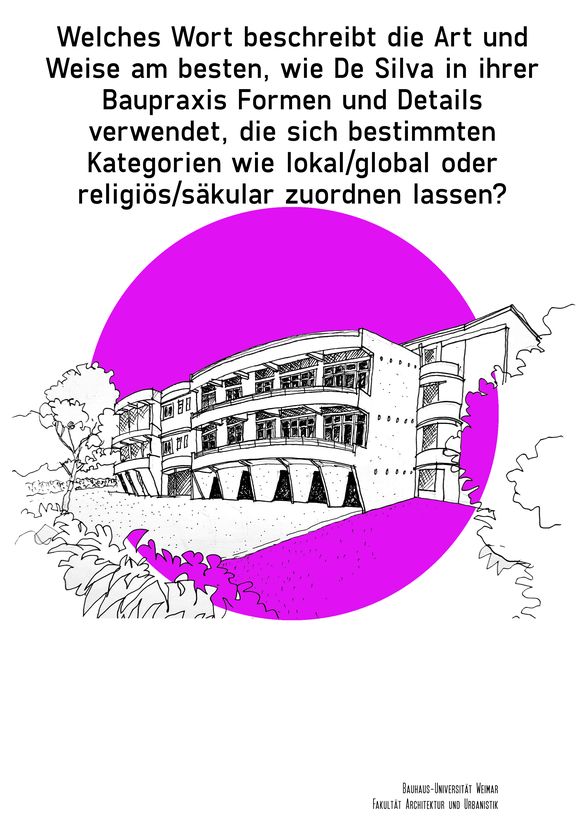 Welches Wort beschreibt die Art und
Weise am besten, wie De Silva in ihrer
Baupraxis Formen und Details
verwendet, die sich bestimmten
Kategorien wie lokal/global oder
religiös/säkular zuordnen lassen?
Bauhaus-Universität Weimar
Fakultät Architektur und Urbanistik